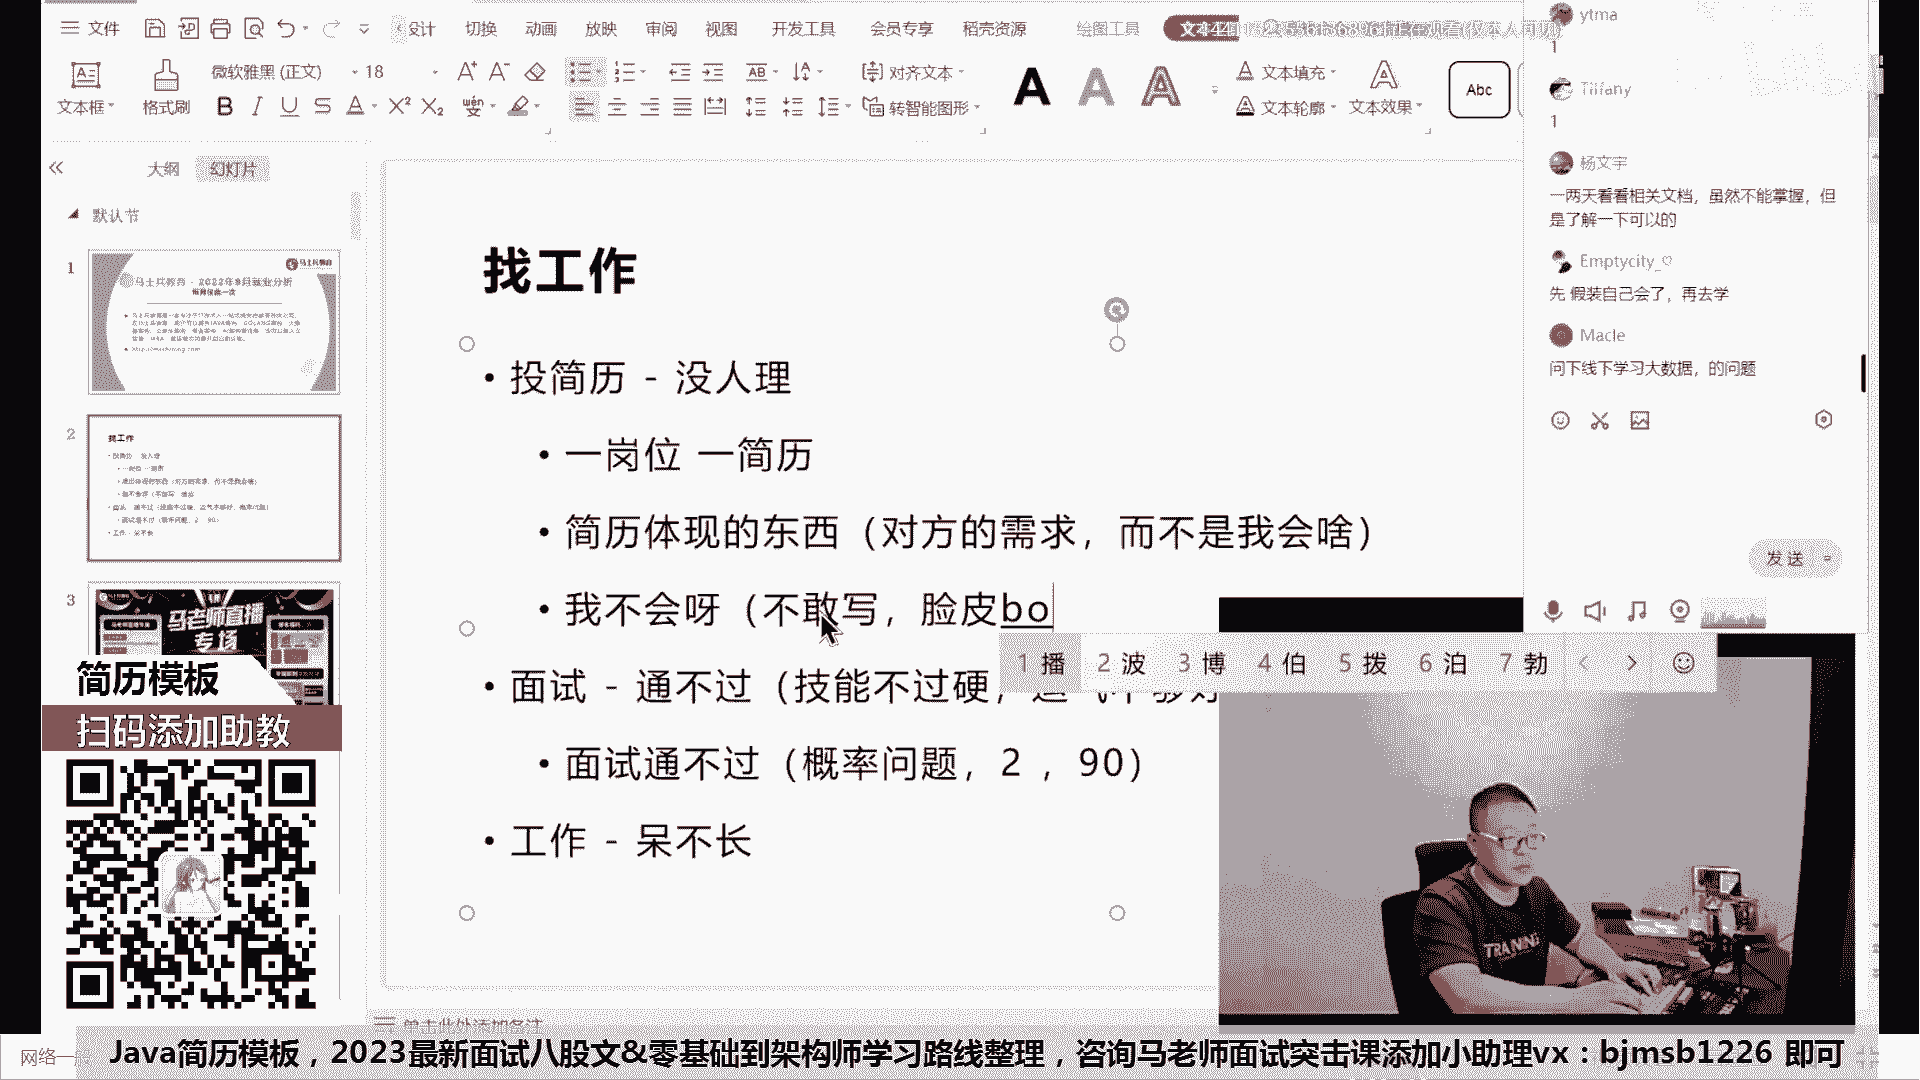 文件
设计
切换
动画
放映
审阅
视图
开发工具
会员专享
稻壳资源
绘图工具
微软雅黑 (正文)
18
对齐文本
文本填充
Abc
文本框
格式刷
转智能图形
文本轮廓
文本效果
大纲
幻灯片
默认节
1
2
找工作
3
马老师直播
专场
简历模板
扫码添加助教
找工作
• 投简历 - 没人理
• 一岗位 一简历
• 简历体现的东西（对方的需求，而不是我会啥）
• 我不会呀（不敢写，脸皮bo
1 播 2 波 3 博 4 伯 5 拨 6 泊 7 勃
• 面试 - 通不过（技能不过硬，
• 面试通不过（概率问题，2 ，90）
• 工作 - 呆不长
单击此处添加备注
ytma
1
Tiffany
1
杨文宇
一两天看看相关文档，虽然不能掌握，但
是了解一下可以的
Emptycity_♡
先 假装自己会了，再去学
Macle
问下线下学习大数据，的问题
发送
TRAINING
网络一
Java简历模板，2023最新面试八股文&零基础到架构师学习路线整理，咨询马老师面试突击课添加小助理vx：bjmsb1226 即可